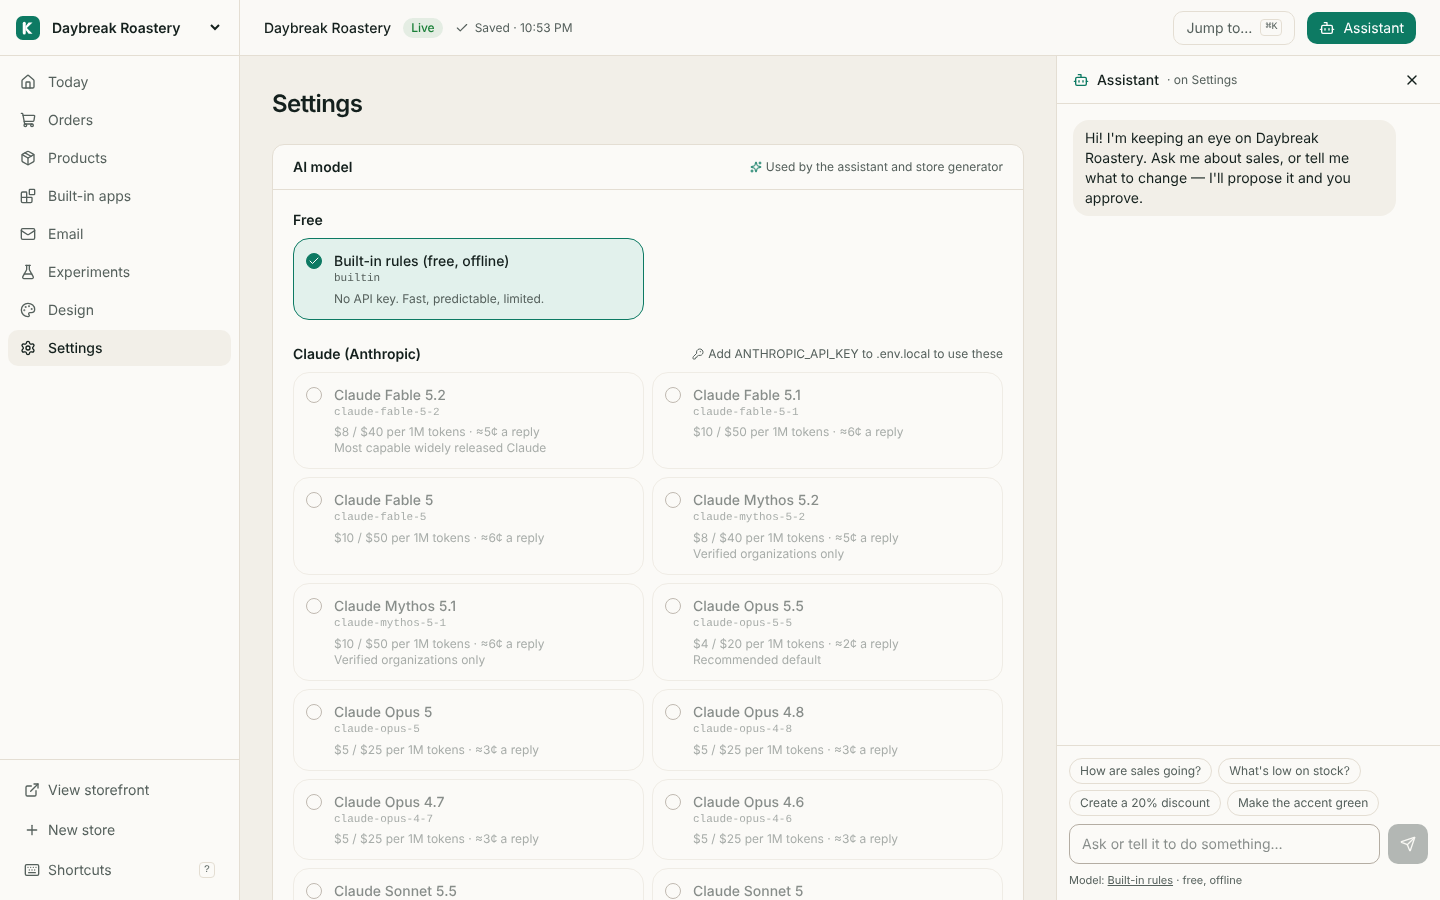 K Daybreak Roastery
Daybreak Roastery Live Saved · 10:53 PM
Jump to... ⌘K
Assistant
Today
Orders
Products
Built-in apps
Email
Experiments
Design
Settings
View storefront
New store
Shortcuts ?
Settings
AI model
Used by the assistant and store generator
Free
Built-in rules (free, offline)
builtin
No API key. Fast, predictable, limited.
Claude (Anthropic)
Add ANTHROPIC_API_KEY to .env.local to use these
Claude Fable 5.2
claude-fable-5-2
$8 / $40 per 1M tokens · ≈5¢ a reply
Most capable widely released Claude
Claude Fable 5.1
claude-fable-5-1
$10 / $50 per 1M tokens · ≈6¢ a reply
Claude Fable 5
claude-fable-5
$10 / $50 per 1M tokens · ≈6¢ a reply
Claude Mythos 5.2
claude-mythos-5-2
$8 / $40 per 1M tokens · ≈5¢ a reply
Verified organizations only
Claude Mythos 5.1
claude-mythos-5-1
$10 / $50 per 1M tokens · ≈6¢ a reply
Verified organizations only
Claude Opus 5.5
claude-opus-5-5
$4 / $20 per 1M tokens · ≈2¢ a reply
Recommended default
Claude Opus 5
claude-opus-5
$5 / $25 per 1M tokens · ≈3¢ a reply
Claude Opus 4.8
claude-opus-4-8
$5 / $25 per 1M tokens · ≈3¢ a reply
Claude Opus 4.7
claude-opus-4-7
$5 / $25 per 1M tokens · ≈3¢ a reply
Claude Opus 4.6
claude-opus-4-6
$5 / $25 per 1M tokens · ≈3¢ a reply
Claude Sonnet 5.5
Claude Sonnet 5
Assistant · on Settings
Hi! I'm keeping an eye on Daybreak
Roastery. Ask me about sales, or tell me
what to change — I'll propose it and you
approve.
How are sales going?
What's low on stock?
Create a 20% discount
Make the accent green
Ask or tell it to do something...
Model: Built-in rules · free, offline